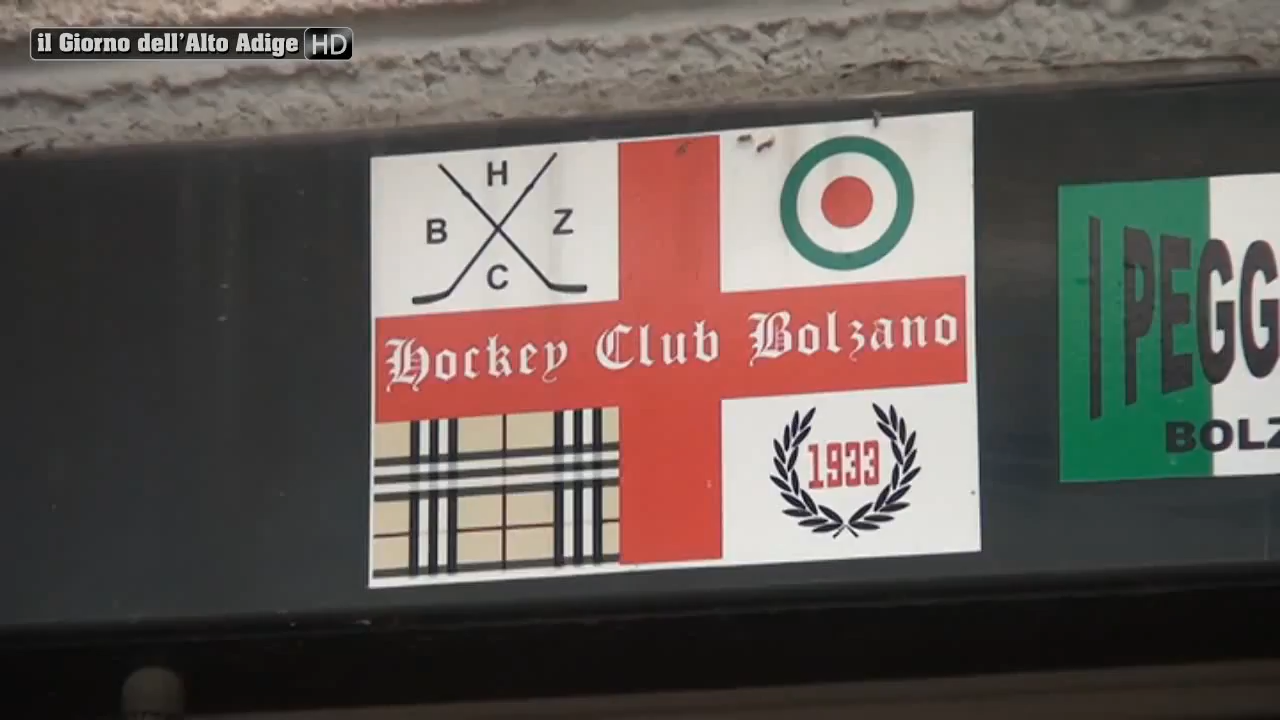 il Giorno dell'Alto Adige HD
H
B Z
C
Hockey Club Bolzano
1933
I PEGG
BOLZ